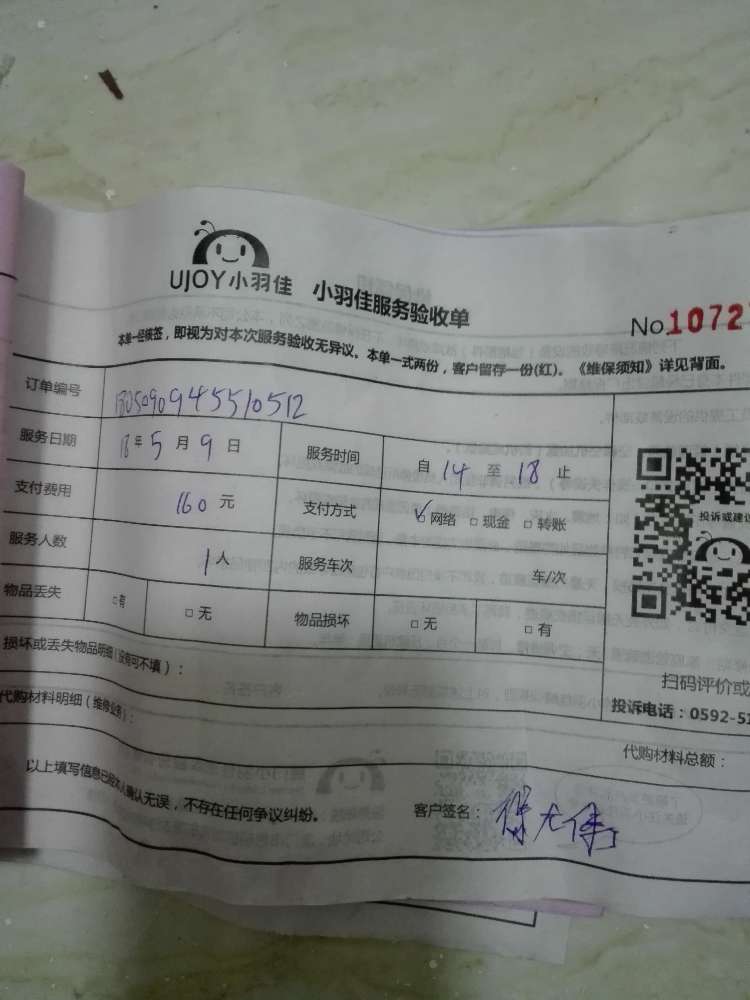 UJOY小羽佳 小羽佳服务验收单
No.1072
本单一经核签，即视为对本次服务验收无异议。本单一式两份，客户留存一份(红)。《维保须知》详见背面。
订单编号 180509094551051​2
服务日期 18年5月9日 服务时间 自14至18止
支付费用 160元 支付方式 ☑网络 □现金 □转账
服务人数 1人 服务车次 车/次
物品丢失 □有 □无 物品损坏 □无 □有
投诉或建议
损坏或丢失物品明细(没有可不填)：
扫码评价或
投诉电话：0592-51
代购材料明细(维修业务)：
代购材料总额：
以上填写信息已经本人确认无误，不存在任何争议纠纷。 客户签名：